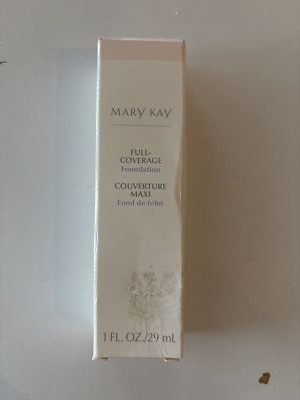 MARY KAY
FULL-
COVERAGE
Foundation
COUVERTURE
MAXI
Fond de teint
1 FL. OZ./29 mL